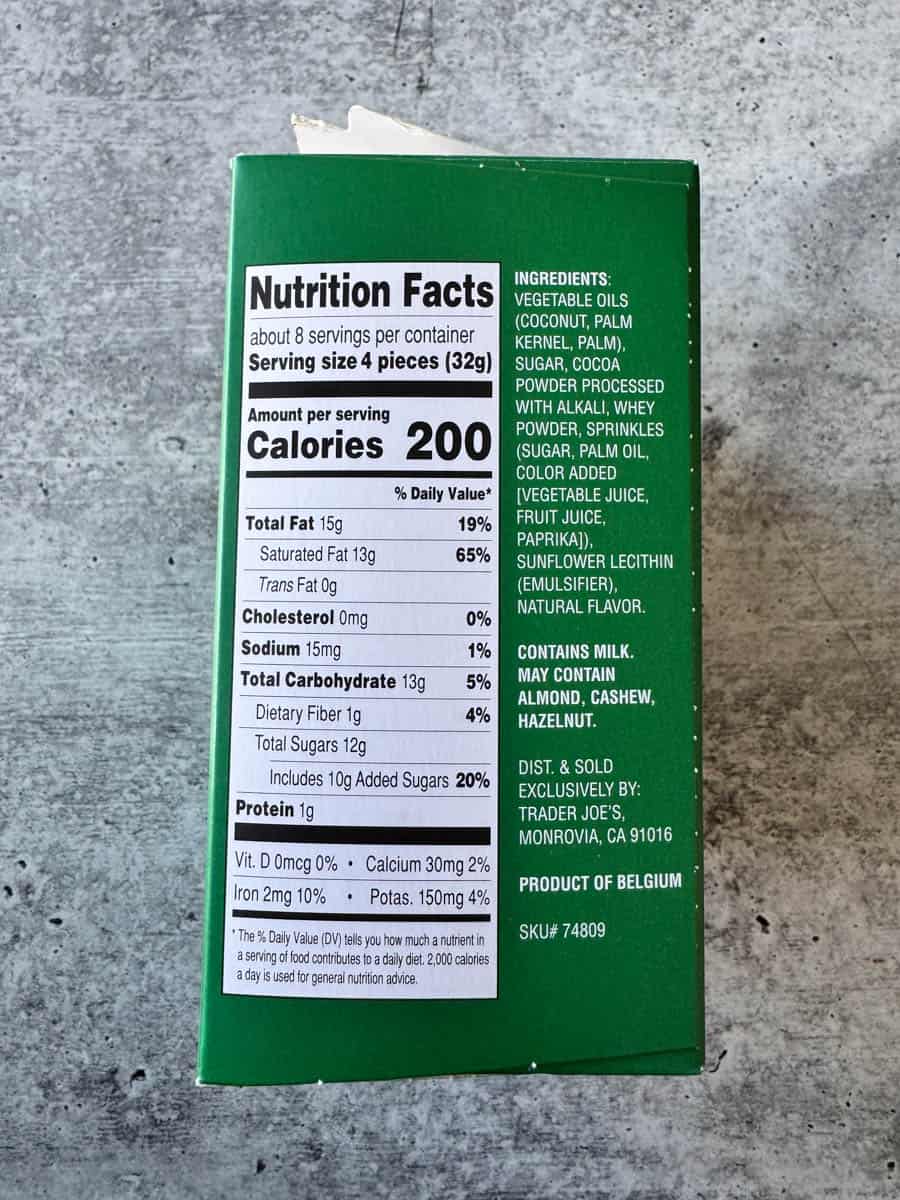 Nutrition Facts
about 8 servings per container
Serving size 4 pieces (32g)
Amount per serving
Calories 200
% Daily Value*
Total Fat 15g 19%
Saturated Fat 13g 65%
Trans Fat 0g
Cholesterol 0mg 0%
Sodium 15mg 1%
Total Carbohydrate 13g 5%
Dietary Fiber 1g 4%
Total Sugars 12g
Includes 10g Added Sugars 20%
Protein 1g
Vit. D 0mcg 0% • Calcium 30mg 2%
Iron 2mg 10% • Potas. 150mg 4%
* The % Daily Value (DV) tells you how much a nutrient in
a serving of food contributes to a daily diet. 2,000 calories
a day is used for general nutrition advice.
INGREDIENTS:
VEGETABLE OILS
(COCONUT, PALM
KERNEL, PALM),
SUGAR, COCOA
POWDER PROCESSED
WITH ALKALI, WHEY
POWDER, SPRINKLES
(SUGAR, PALM OIL,
COLOR ADDED
[VEGETABLE JUICE,
FRUIT JUICE,
PAPRIKA]),
SUNFLOWER LECITHIN
(EMULSIFIER),
NATURAL FLAVOR.
CONTAINS MILK.
MAY CONTAIN
ALMOND, CASHEW,
HAZELNUT.
DIST. & SOLD
EXCLUSIVELY BY:
TRADER JOE'S,
MONROVIA, CA 91016
PRODUCT OF BELGIUM
SKU# 74809